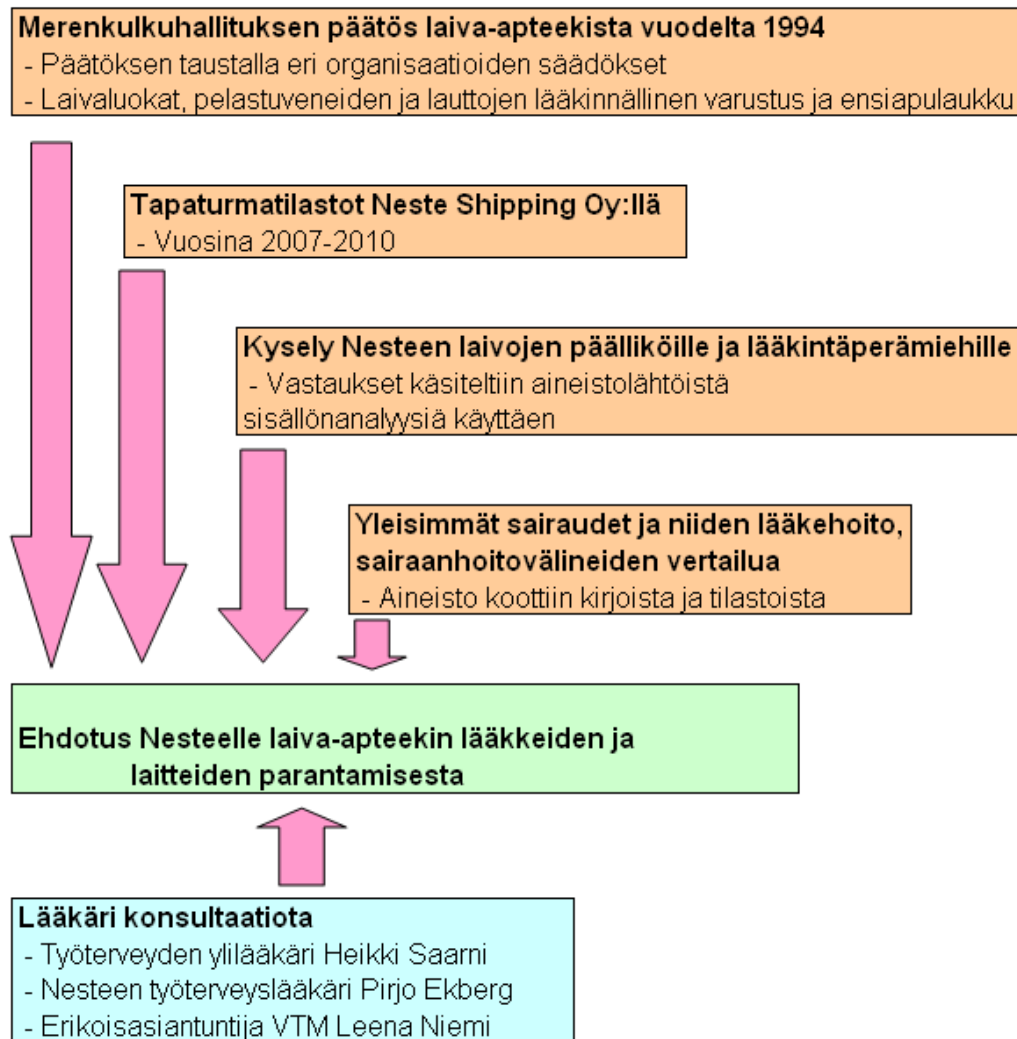 Merenkulkuhallituksen päätös laiva-apteekista vuodelta 1994
- Päätöksen taustalla eri organisaatioiden säädökset
- Laivaluokat, pelastuveneiden ja lauttojen lääkinnällinen varustus ja ensiapulaukku
Tapaturmatilastot Neste Shipping Oy:llä
- Vuosina 2007-2010
Kysely Nesteen laivojen päälliköille ja lääkintäperämiehille
- Vastaukset käsiteltiin aineistolähtöistä
sisällönanalyysiä käyttäen
Yleisimmät sairaudet ja niiden lääkehoito,
sairaanhoitovälineiden vertailua
- Aineisto koottiin kirjoista ja tilastoista
Ehdotus Nesteelle laiva-apteekin lääkkeiden ja
laitteiden parantamisesta
Lääkäri konsultaatiota
- Työterveyden ylilääkäri Heikki Saarni
- Nesteen työterveyslääkäri Pirjo Ekberg
- Erikoisasiantuntija VTM Leena Niemi